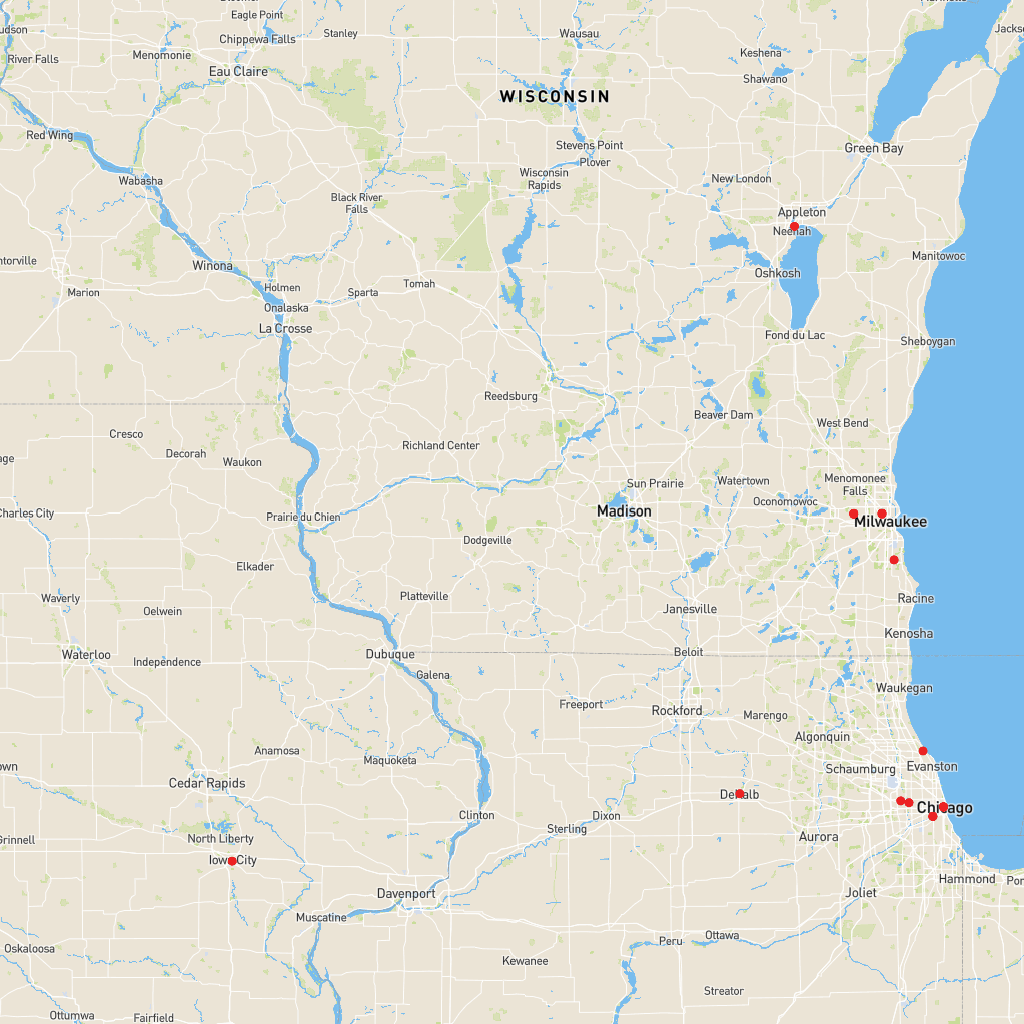 Eagle Point
Stanley
Wausau
Chippewa Falls
Menomonie
River Falls
Keshena
Eau Claire
Shawano
WISCONSIN
Red Wing
Stevens Point
Green Bay
Plover
Wisconsin
Rapids
New London
Wabasha
Black River
Falls
Appleton
Neenah
Manitowoc
Winona
Oshkosh
Holmen
Tomah
Sparta
Marion
Onalaska
La Crosse
Fond du Lac
Sheboygan
Reedsburg
Beaver Dam
West Bend
Cresco
Richland Center
Decorah
Waukon
Menomonee
Falls
Sun Prairie
Watertown
Oconomowoc
Charles City
Madison
Prairie du Chien
Milwaukee
Dodgeville
Elkader
Waverly
Platteville
Racine
Oelwein
Janesville
Kenosha
Waterloo
Dubuque
Beloit
Independence
Galena
Waukegan
Freeport
Rockford
Marengo
Algonquin
Anamosa
Maquoketa
Schaumburg
Evanston
Cedar Rapids
DeKalb
Chicago
Clinton
Dixon
Sterling
North Liberty
Aurora
Grinnell
Iowa City
Hammond
Davenport
Joliet
Muscatine
Ottawa
Peru
Oskaloosa
Kewanee
Streator
Ottumwa
Fairfield